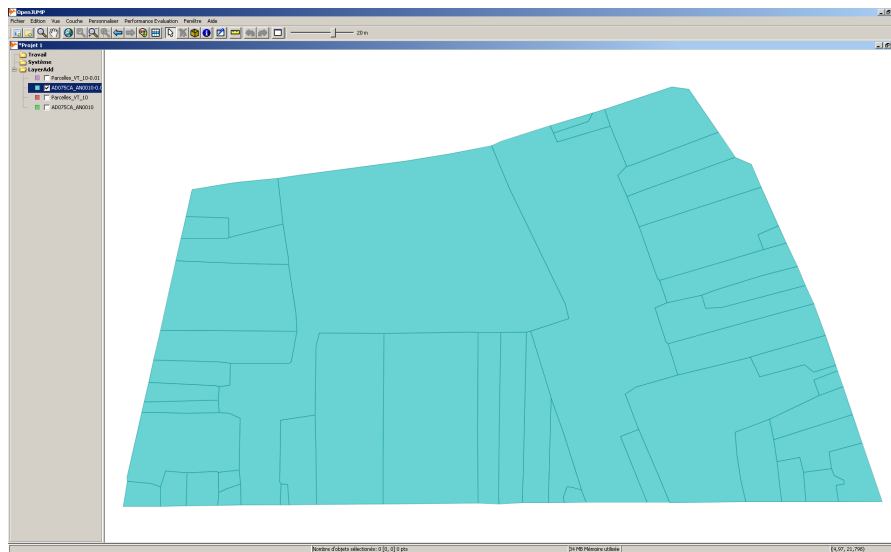 OpenJUMP
Fichier Edition Vue Couche Personnaliser Performance Evaluation Fenêtre Aide
20 m
*Projet 1
Travail
Système
LayerAdd
Parcelles_VT_10-0.01
AD075CA_AN0010-0.0
Parcelles_VT_10
AD075CA_AN0010
Nombre d'objets sélectionnés: 0 [0, 0] 0 pts
34 MB Mémoire utilisée
(4,97, 21,796)